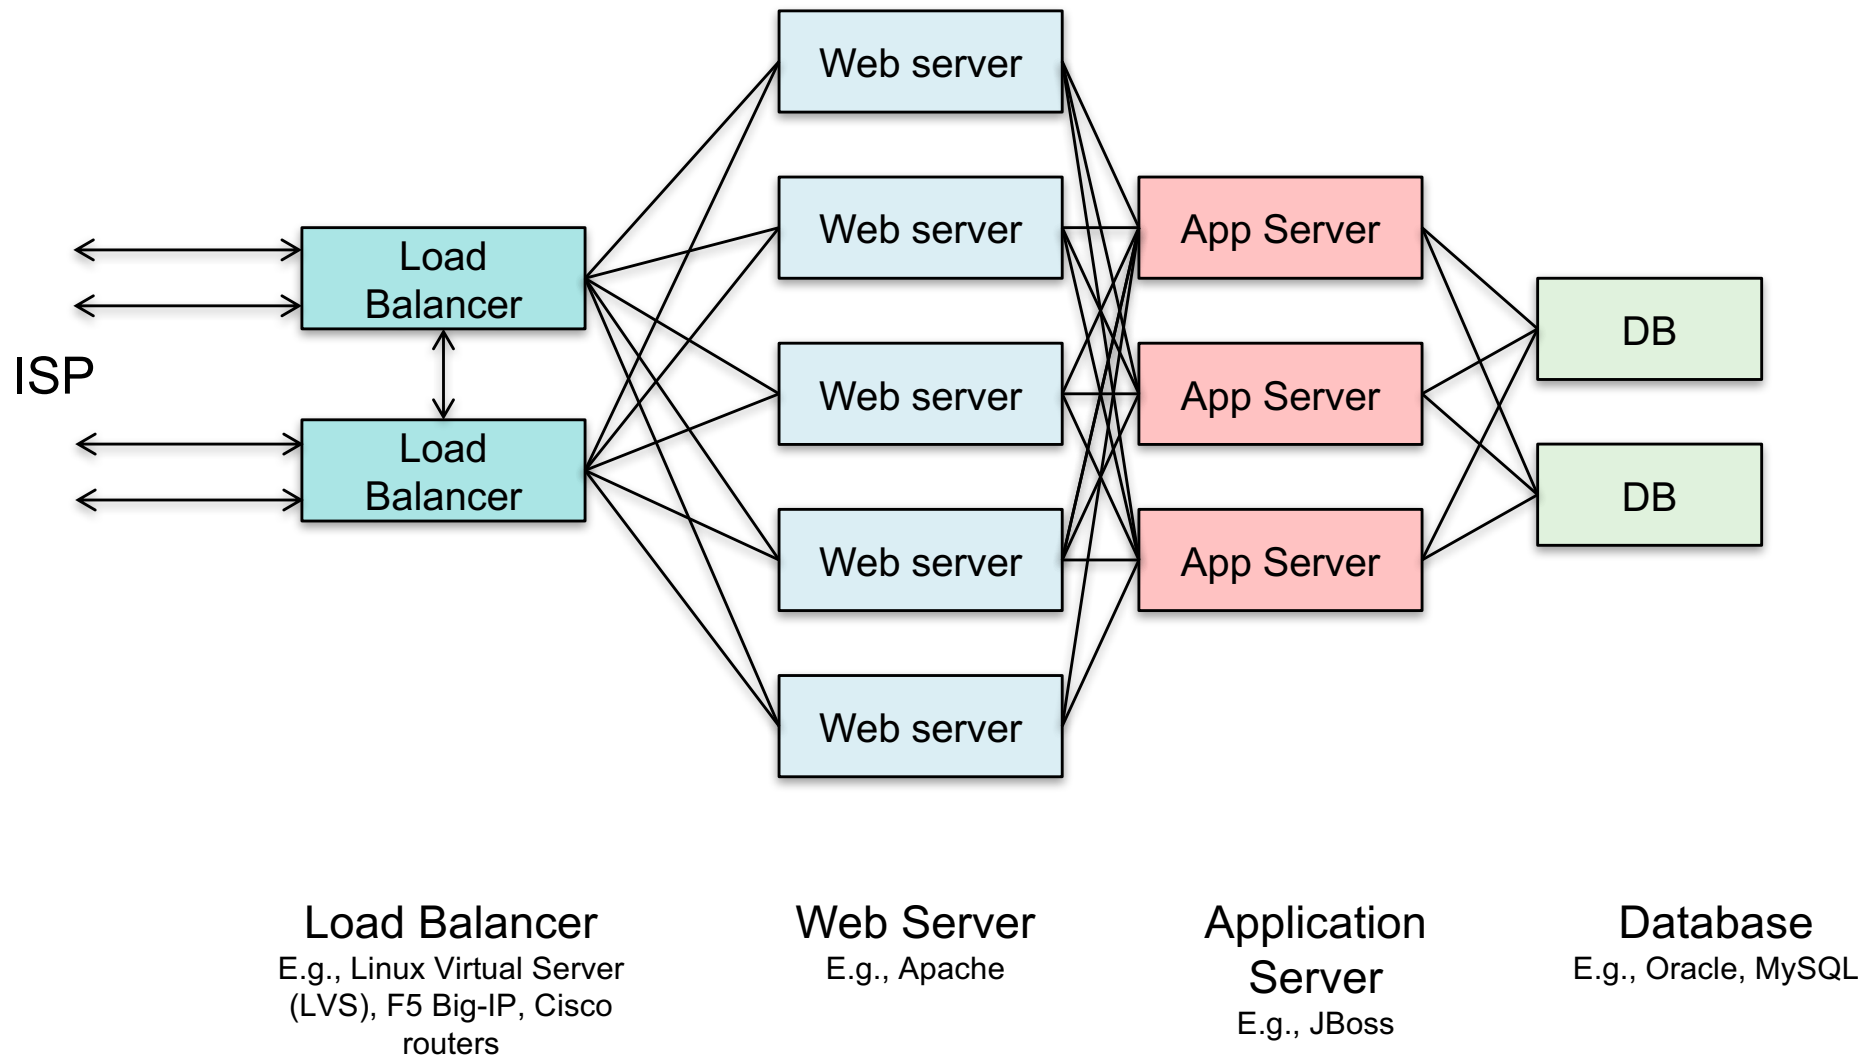 Web server
Web server
App Server
Load
Balancer
DB
ISP
Web server
App Server
Load
Balancer
DB
Web server
App Server
Web server
Load Balancer
E.g., Linux Virtual Server
(LVS), F5 Big-IP, Cisco
routers
Web Server
E.g., Apache
Application
Server
E.g., JBoss
Database
E.g., Oracle, MySQL